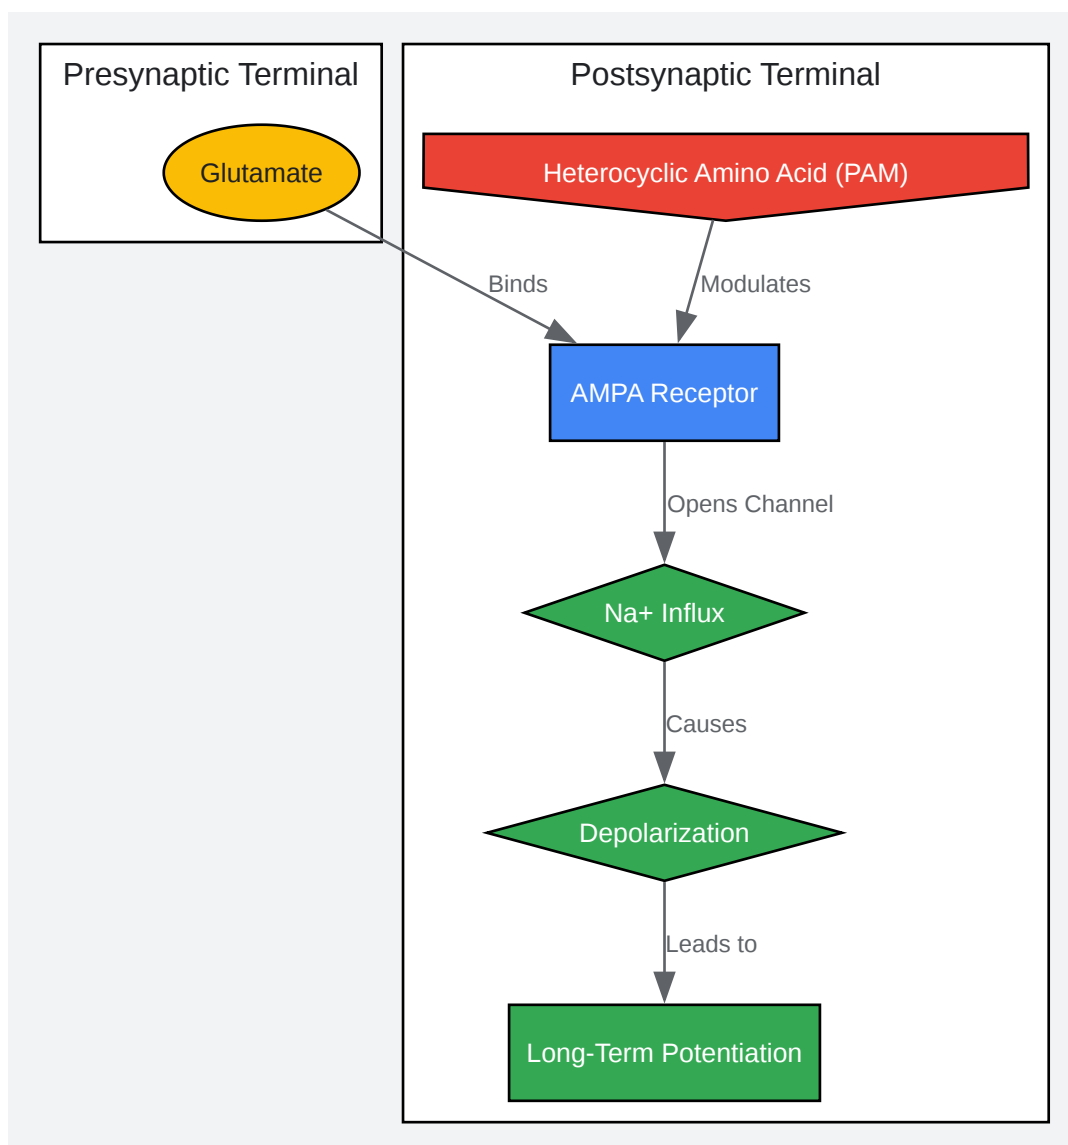 Presynaptic Terminal
Postsynaptic Terminal
Glutamate
Heterocyclic Amino Acid (PAM)
Binds
Modulates
AMPA Receptor
Opens Channel
Na+ Influx
Causes
Depolarization
Leads to
Long-Term Potentiation